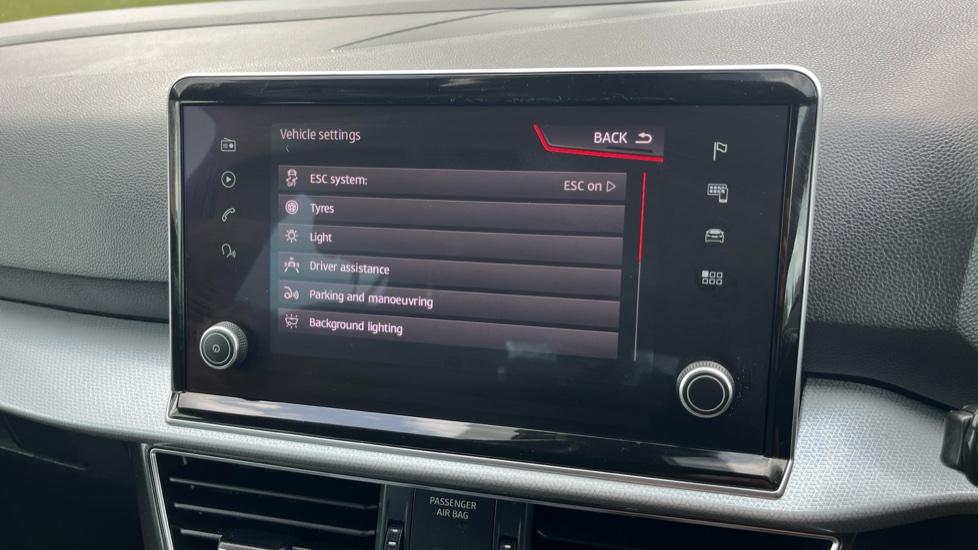 Vehicle settings
BACK
ESC system:
ESC on
Tyres
Light
Driver assistance
Parking and manoeuvring
Background lighting
PASSENGER
AIR BAG